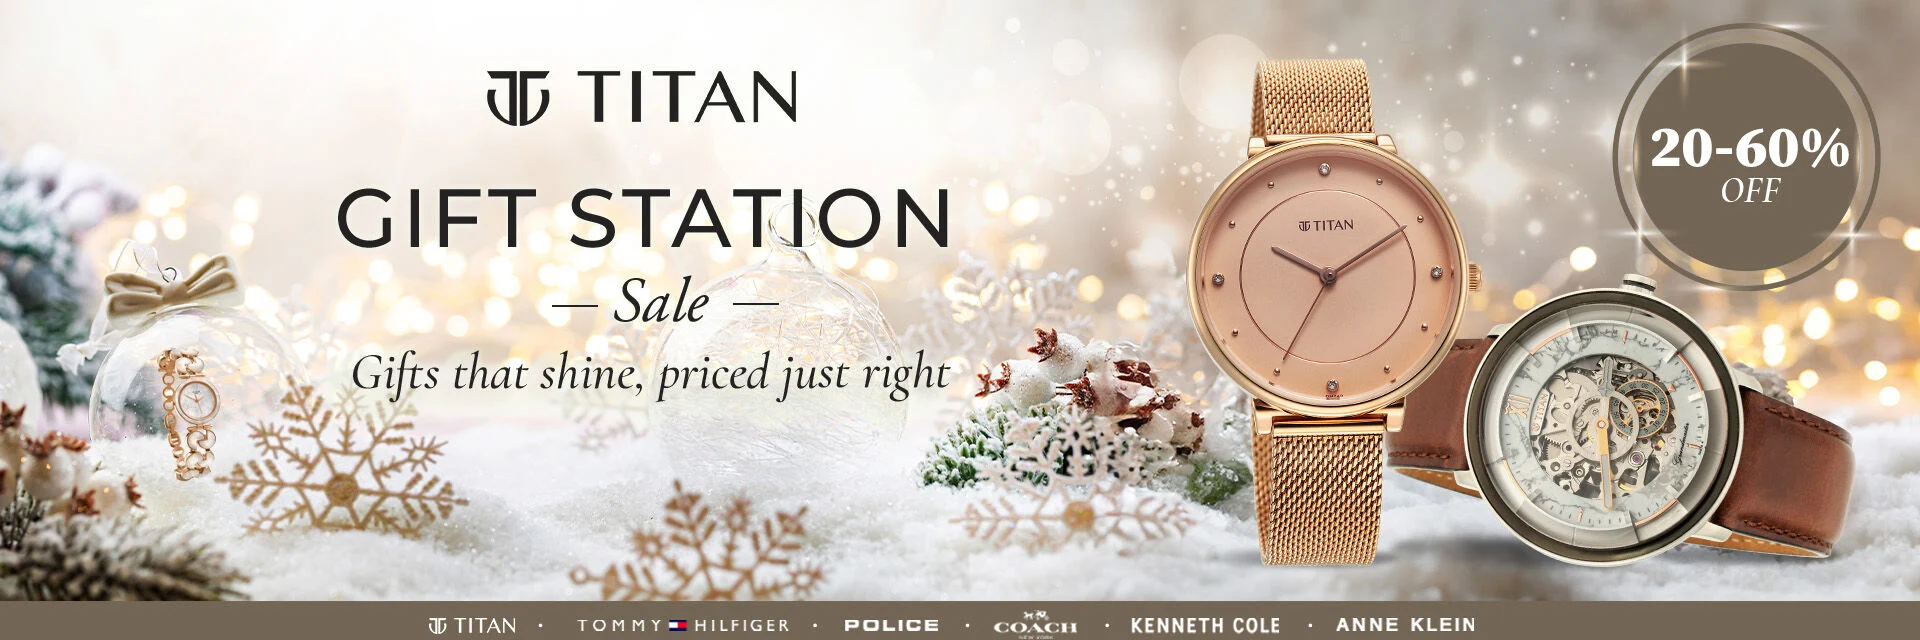 TITAN
GIFT STATION
— Sale —
Gifts that shine, priced just right
20-60%
OFF
TITAN
TITAN
TITAN · TOMMY HILFIGER · POLICE · COACH · KENNETH COLE · ANNE KLEIN